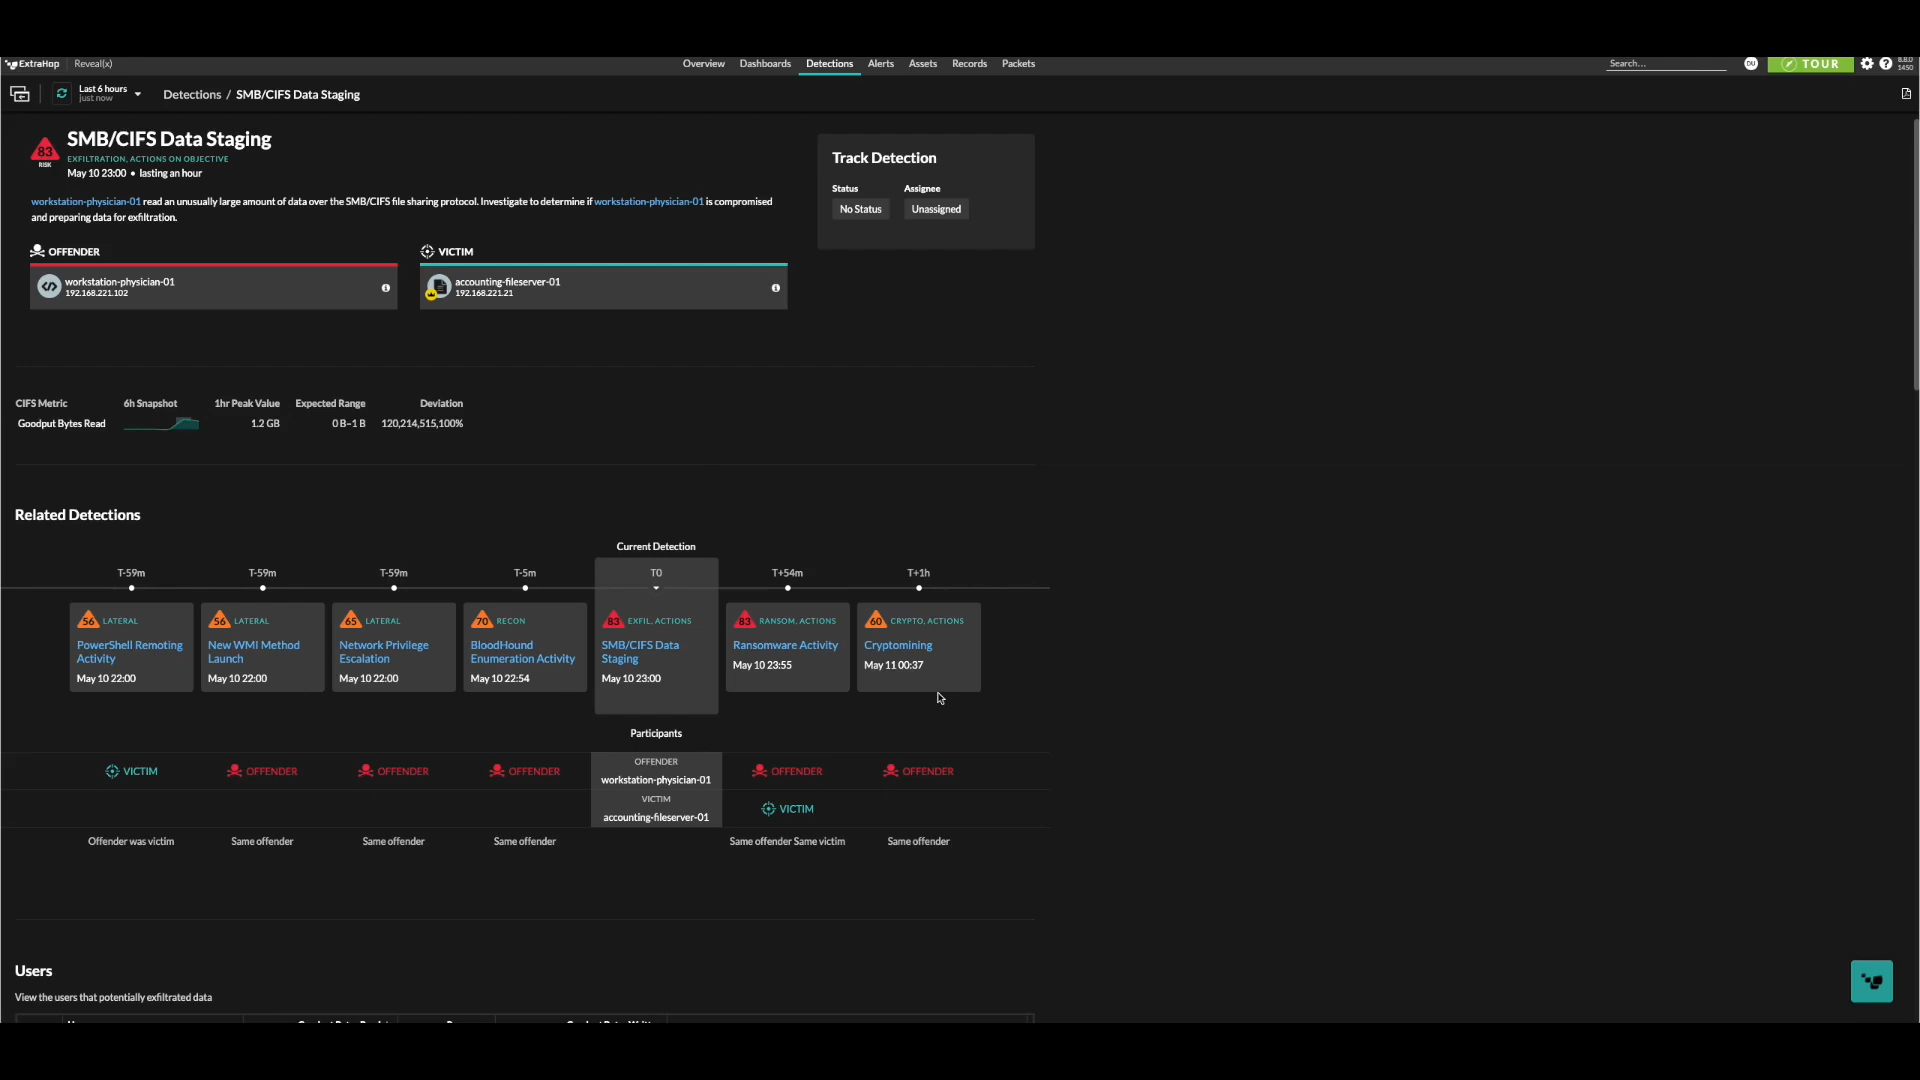 ExtraHop Reveal(x) Overview Dashboards Detections Alerts Assets Records Packets Search... DU TOUR 8.8.0
1450
Last 6 hours
just now
Detections / SMB/CIFS Data Staging
83
RISK
SMB/CIFS Data Staging
EXFILTRATION, ACTIONS ON OBJECTIVE
May 10 23:00 • lasting an hour
workstation-physician-01 read an unusually large amount of data over the SMB/CIFS file sharing protocol. Investigate to determine if workstation-physician-01 is compromised
and preparing data for exfiltration.
Track Detection
Status Assignee
No Status Unassigned
OFFENDER
workstation-physician-01
192.168.221.102
VICTIM
accounting-fileserver-01
192.168.221.21
CIFS Metric 6h Snapshot 1hr Peak Value Expected Range Deviation
Goodput Bytes Read 1.2 GB 0 B–1 B 120,214,515,100%
Related Detections
Current Detection
T-59m T-59m T-59m T-5m T0 T+54m T+1h
56 LATERAL
PowerShell Remoting
Activity
May 10 22:00
56 LATERAL
New WMI Method
Launch
May 10 22:00
65 LATERAL
Network Privilege
Escalation
May 10 22:00
70 RECON
BloodHound
Enumeration Activity
May 10 22:54
83 EXFIL, ACTIONS
SMB/CIFS Data
Staging
May 10 23:00
83 RANSOM, ACTIONS
Ransomware Activity
May 10 23:55
60 CRYPTO, ACTIONS
Cryptomining
May 11 00:37
Participants
VICTIM OFFENDER OFFENDER OFFENDER
OFFENDER
workstation-physician-01
VICTIM
accounting-fileserver-01
OFFENDER OFFENDER
VICTIM
Offender was victim Same offender Same offender Same offender Same offender Same victim Same offender
Users
View the users that potentially exfiltrated data